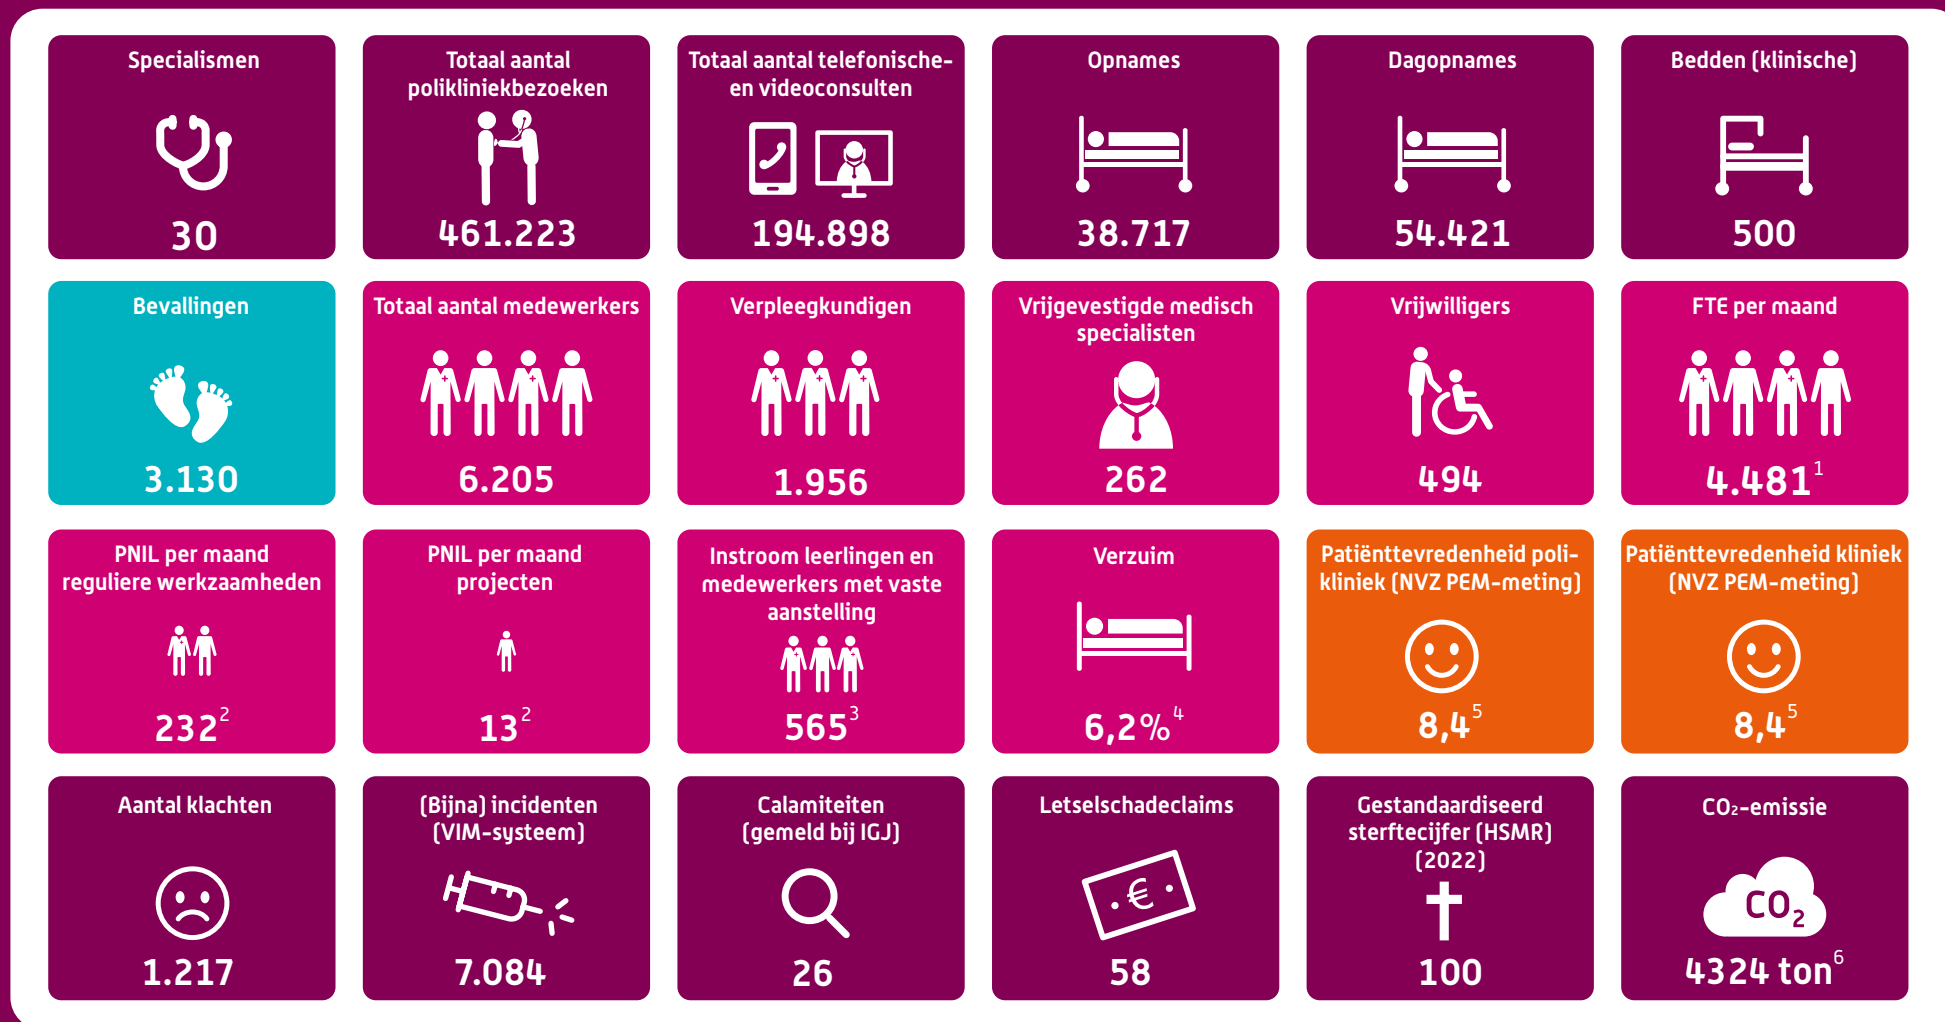 Specialismen
30
Totaal aantal
polikliniekbezoeken
461.223
Totaal aantal telefonische-
en videoconsulten
194.898
Opnames
38.717
Dagopnames
54.421
Bedden (klinische)
500
Bevallingen
3.130
Totaal aantal medewerkers
6.205
Verpleegkundigen
1.956
Vrijgevestigde medisch
specialisten
262
Vrijwilligers
494
FTE per maand
4.481¹
PNIL per maand
reguliere werkzaamheden
232²
PNIL per maand
projecten
13²
Instroom leerlingen en
medewerkers met vaste
aanstelling
565³
Verzuim
6,2%⁴
Patiënttevredenheid poli-
kliniek (NVZ PEM-meting)
8,4⁵
Patiënttevredenheid kliniek
(NVZ PEM-meting)
8,4⁵
Aantal klachten
1.217
(Bijna) incidenten
(VIM-systeem)
7.084
Calamiteiten
(gemeld bij IGJ)
26
Letselschadeclaims
€
58
Gestandaardiseerd
sterftecijfer (HSMR)
(2022)
100
CO₂-emissie
CO₂
4324 ton⁶